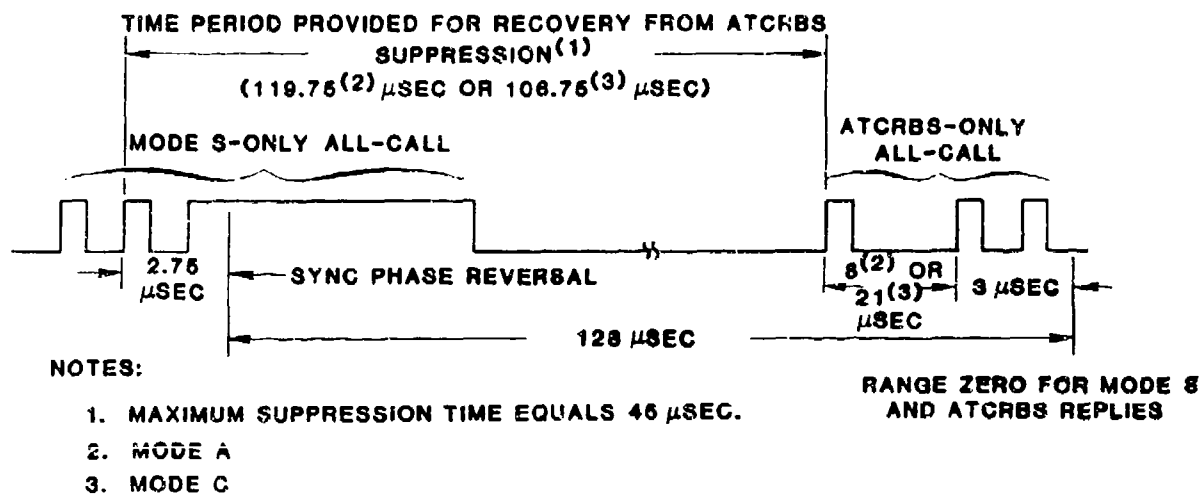 TIME PERIOD PROVIDED FOR RECOVERY FROM ATCRBS
SUPPRESSION(1)
(119.75(2) μSEC OR 106.75(3) μSEC)
MODE S-ONLY ALL-CALL
ATCRBS-ONLY
ALL-CALL
2.75
μSEC
SYNC PHASE REVERSAL
8(2) OR
21(3)
μSEC
3 μSEC
128 μSEC
NOTES:
1. MAXIMUM SUPPRESSION TIME EQUALS 45 μSEC.
2. MODE A
3. MODE C
RANGE ZERO FOR MODE S
AND ATCRBS REPLIES